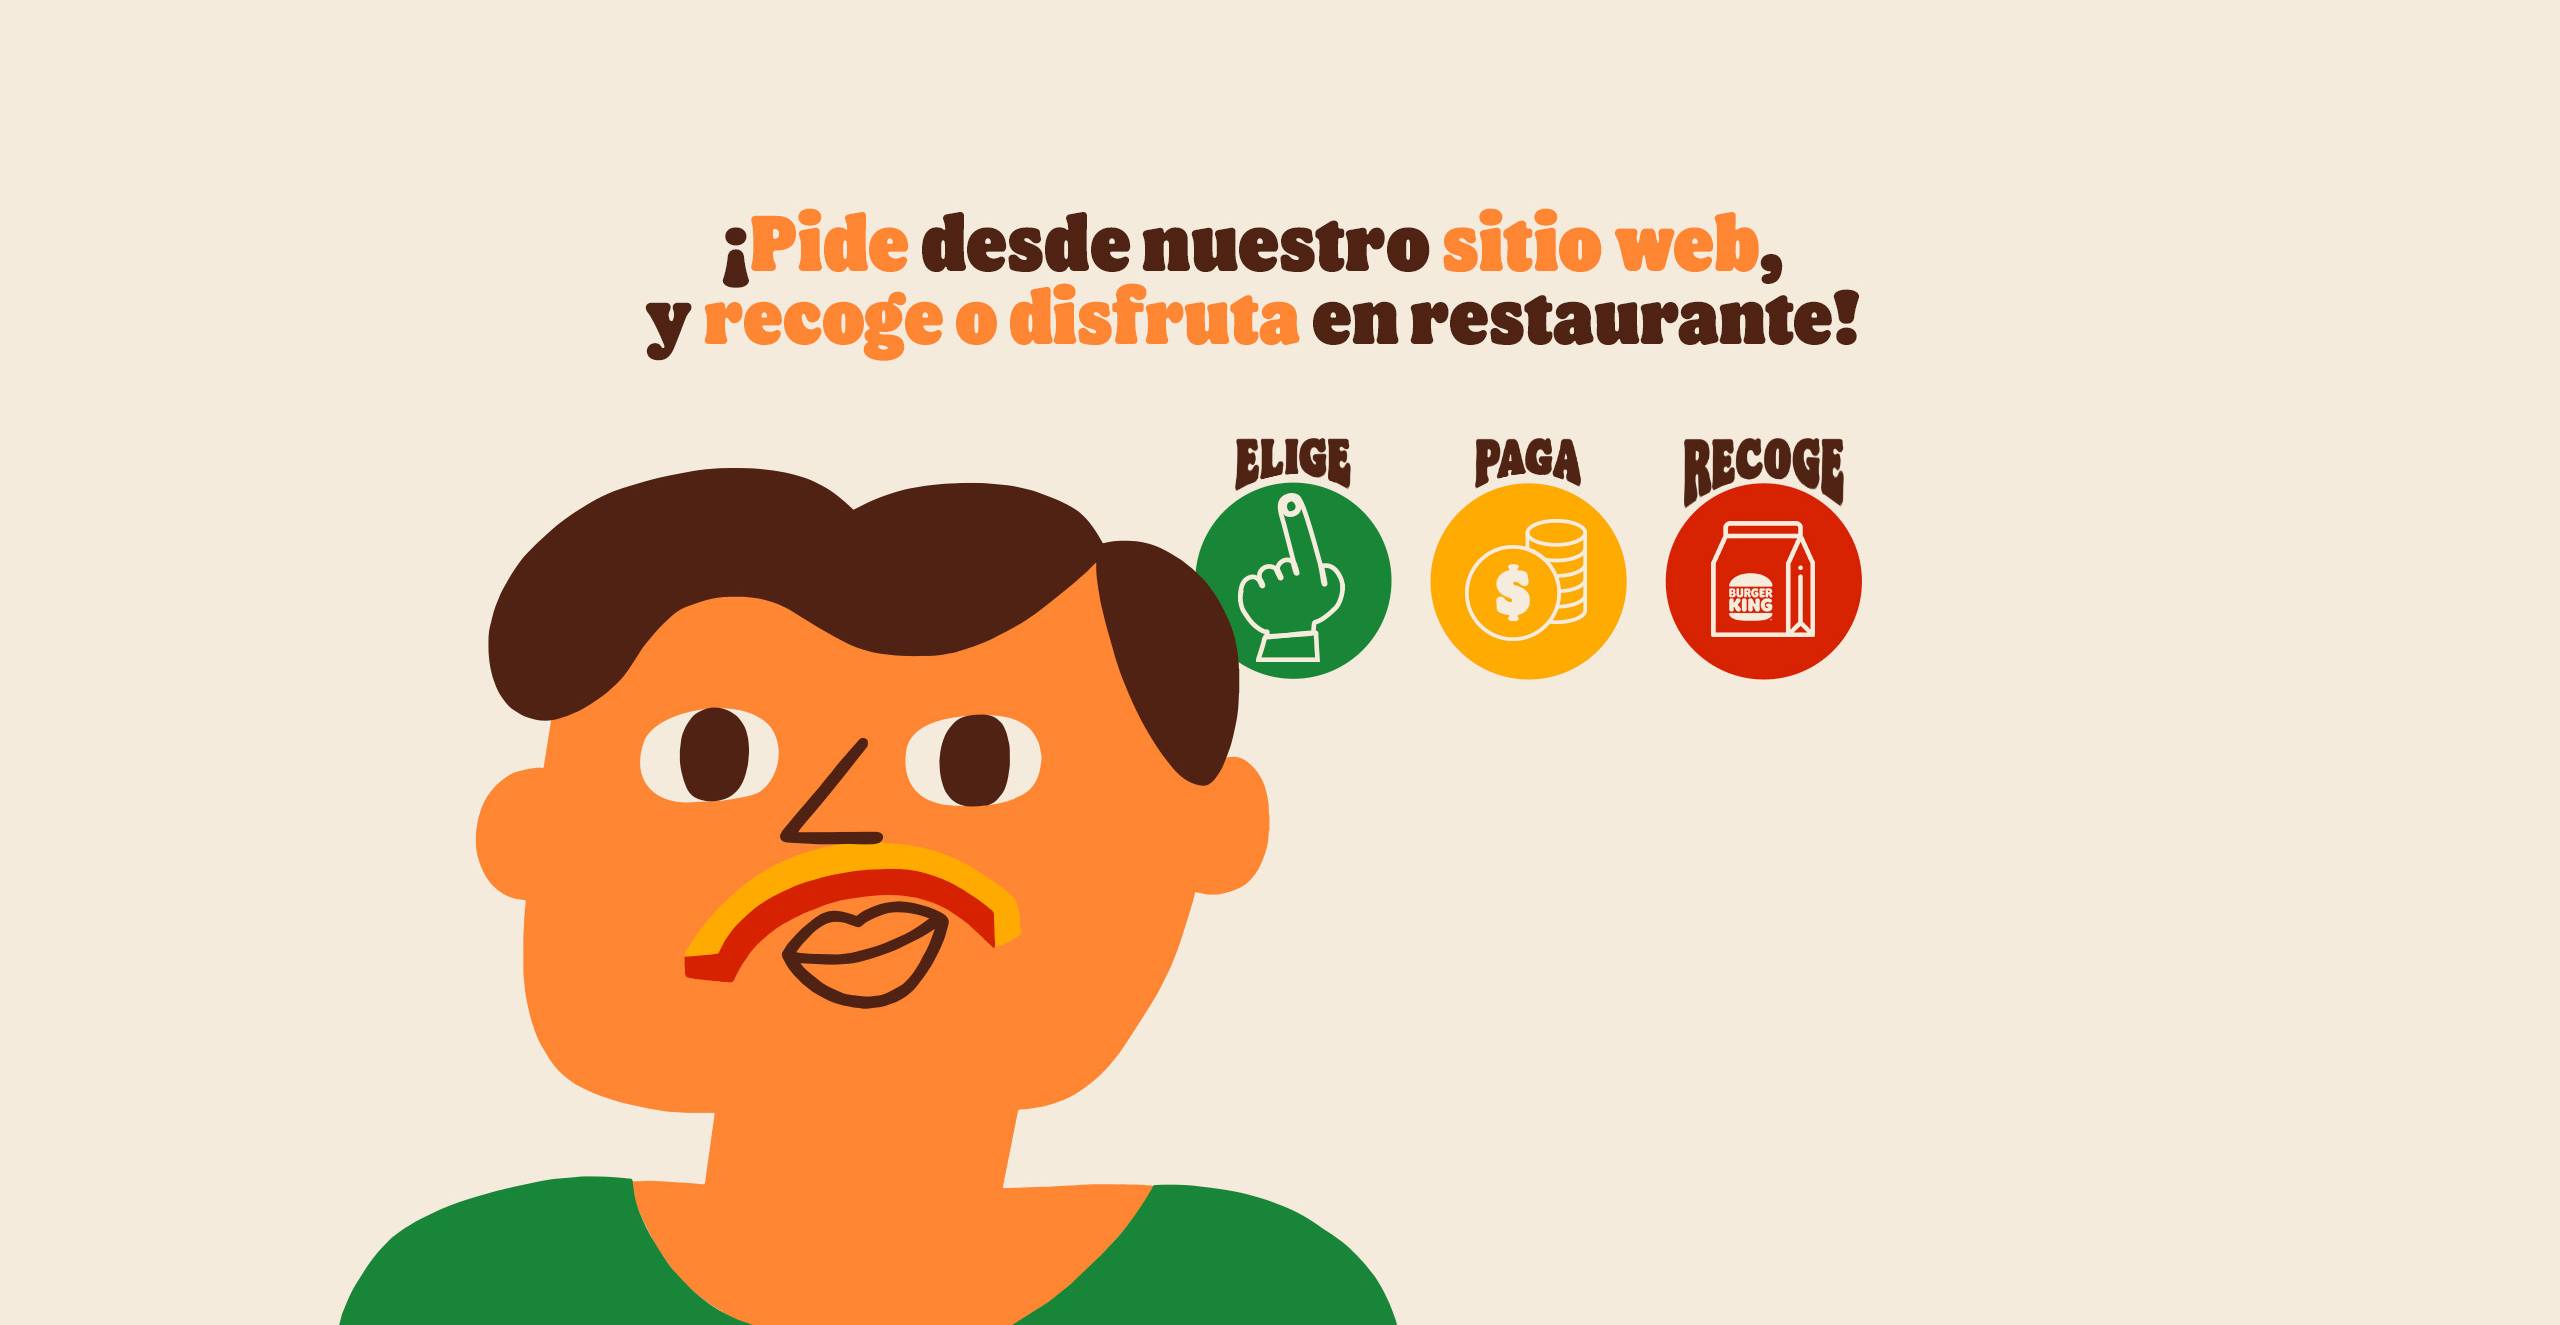 ¡Pide desde nuestro sitio web,
y recoge o disfruta en restaurante!
ELIGE
PAGA
RECOGE
$
BURGER
KING